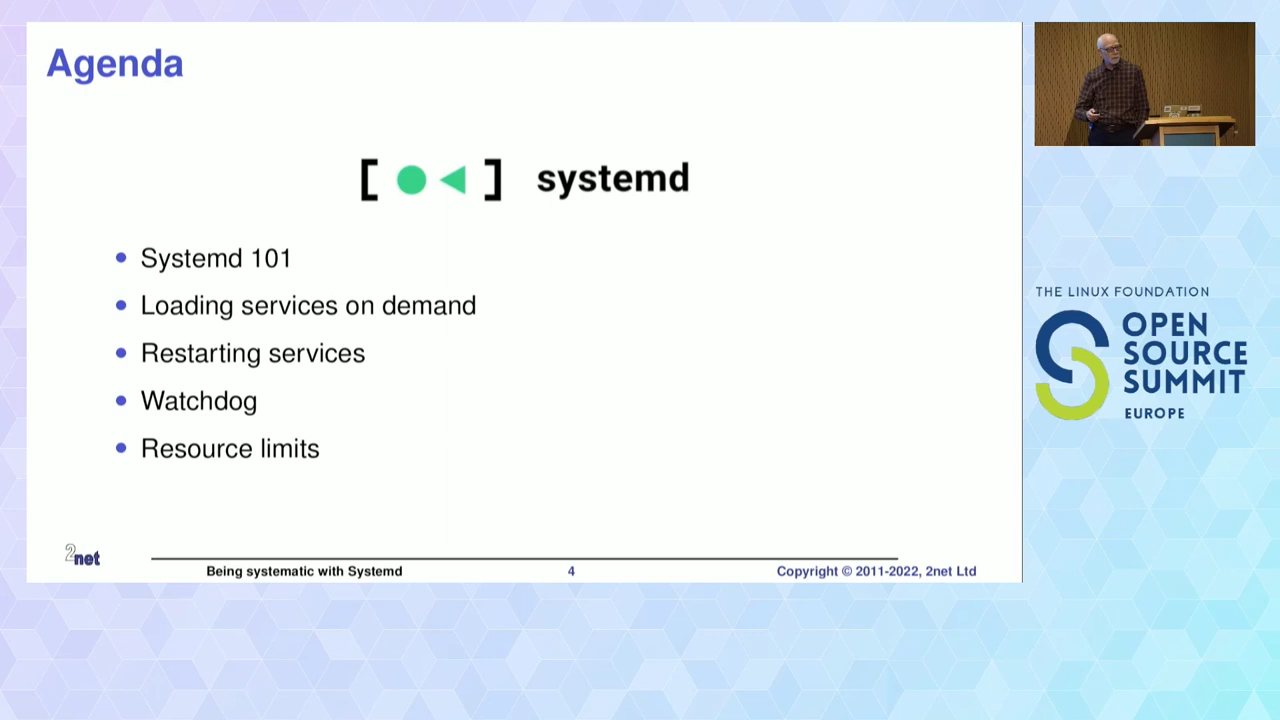 Agenda
[ ] systemd
Systemd 101
Loading services on demand
Restarting services
Watchdog
Resource limits
2net
Being systematic with Systemd 4 Copyright © 2011-2022, 2net Ltd
THE LINUX FOUNDATION
OPEN
SOURCE
SUMMIT
EUROPE